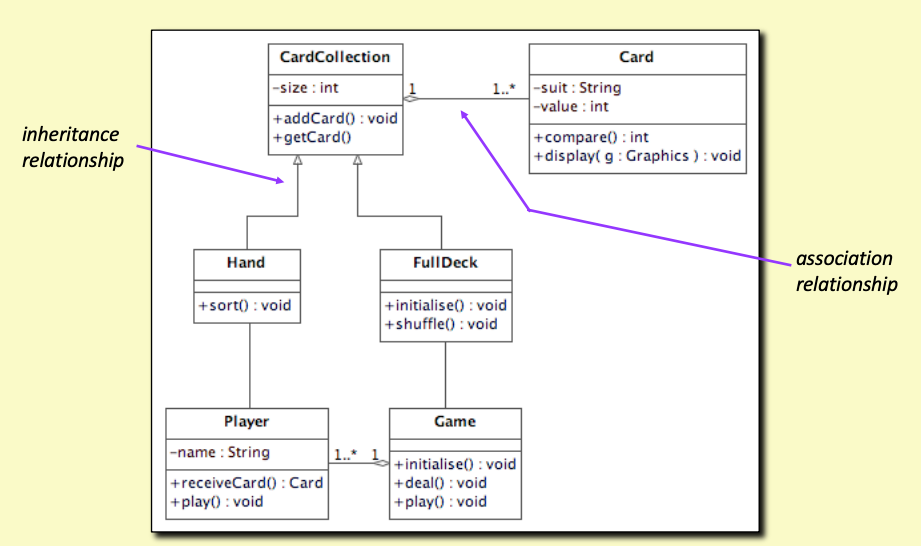 CardCollection
-size : int
+addCard() : void
+getCard()
1
1..*
Card
-suit : String
-value : int
+compare() : int
+display( g : Graphics ) : void
inheritance
relationship
association
relationship
Hand
+sort() : void
FullDeck
+initialise() : void
+shuffle() : void
Player
-name : String
+receiveCard() : Card
+play() : void
1..*
1
Game
+initialise() : void
+deal() : void
+play() : void